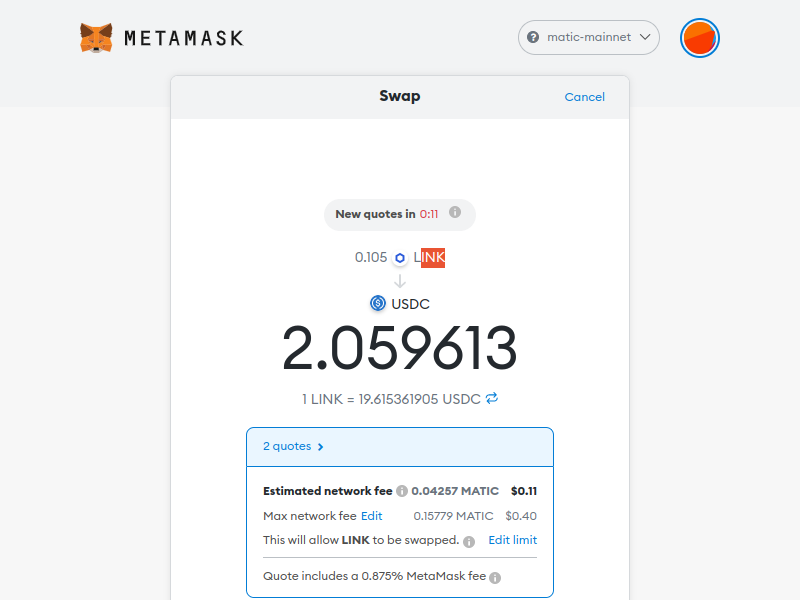 METAMASK
matic-mainnet
Swap
Cancel
New quotes in 0:11
0.105 LINK
USDC
2.059613
1 LINK = 19.615361905 USDC
2 quotes
Estimated network fee 0.04257 MATIC $0.11
Max network fee Edit 0.15779 MATIC $0.40
This will allow LINK to be swapped. Edit limit
Quote includes a 0.875% MetaMask fee